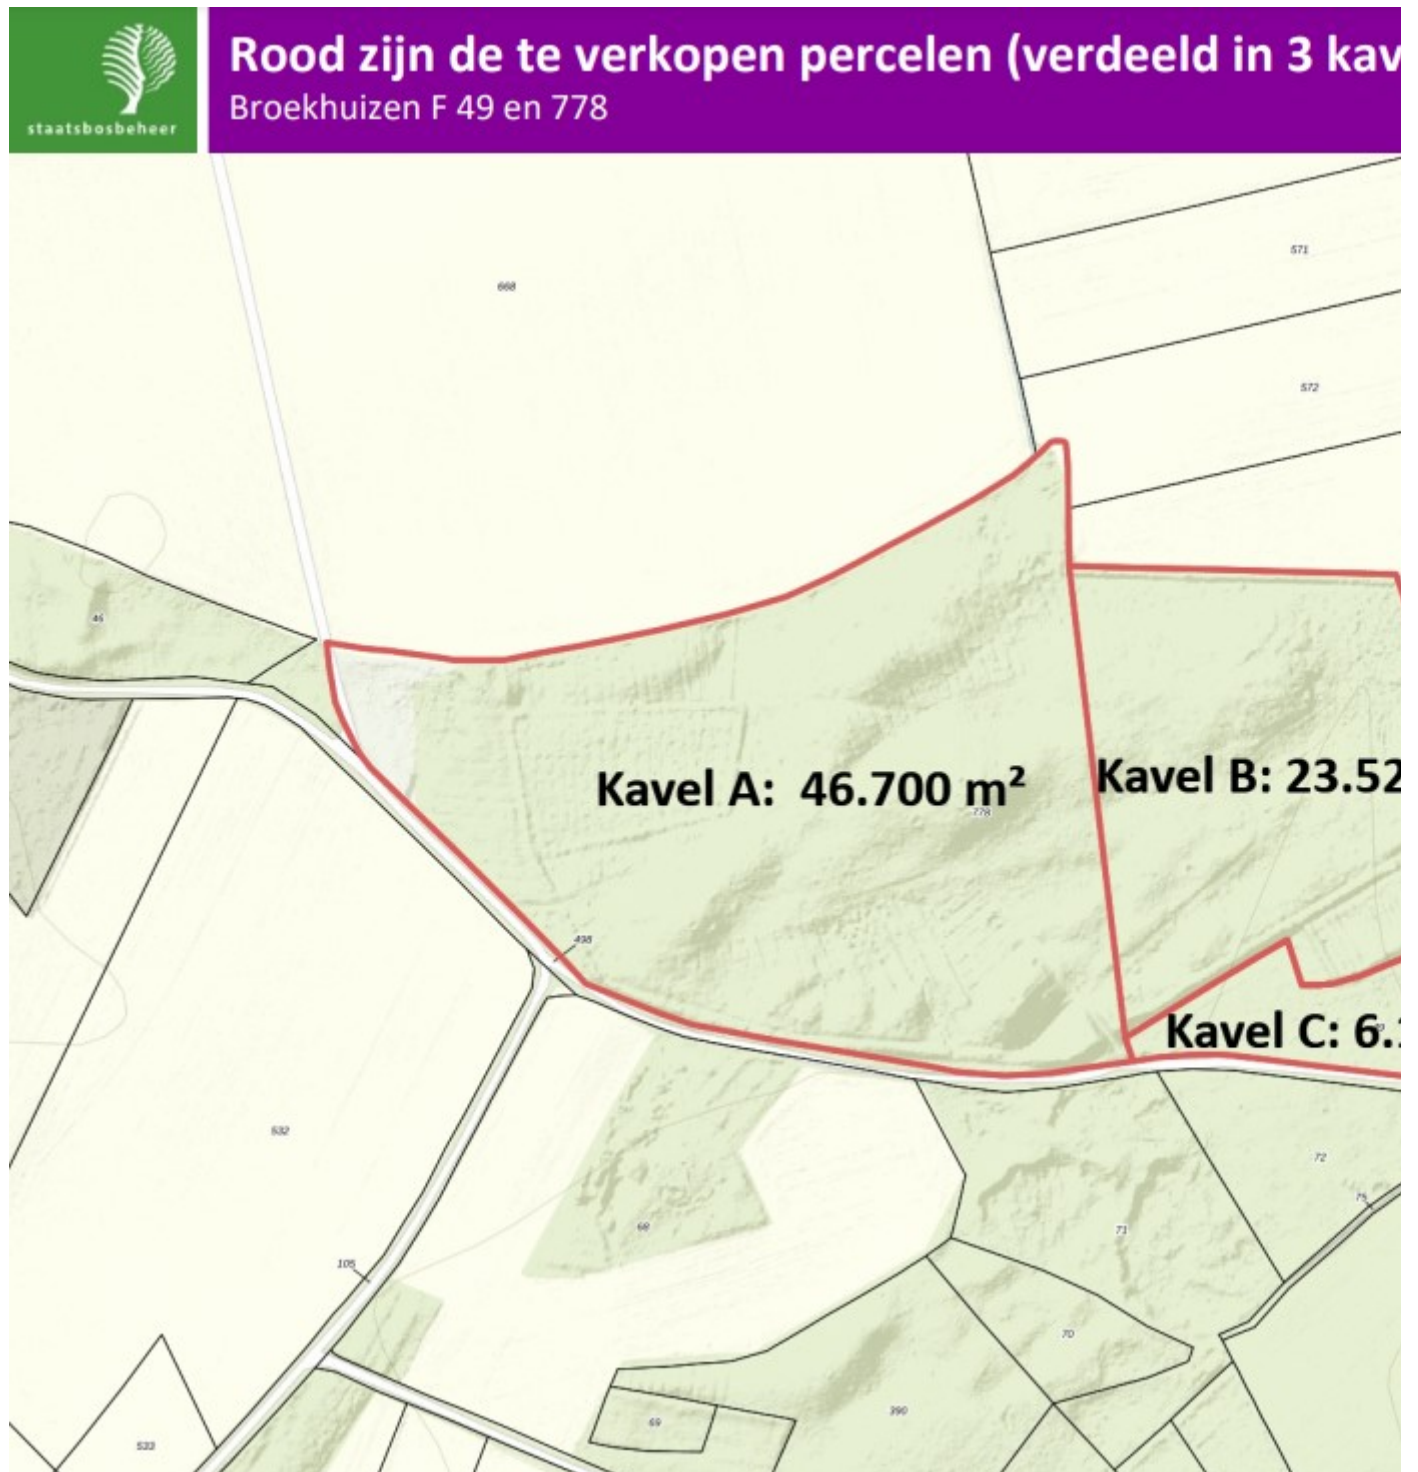 staatsbosbeheer
Rood zijn de te verkopen percelen (verdeeld in 3 kav
Broekhuizen F 49 en 778
571
668
572
46
Kavel A: 46.700 m²
Kavel B: 23.52
778
498
Kavel C: 6.
532
72
75
68
71
105
70
390
69
533